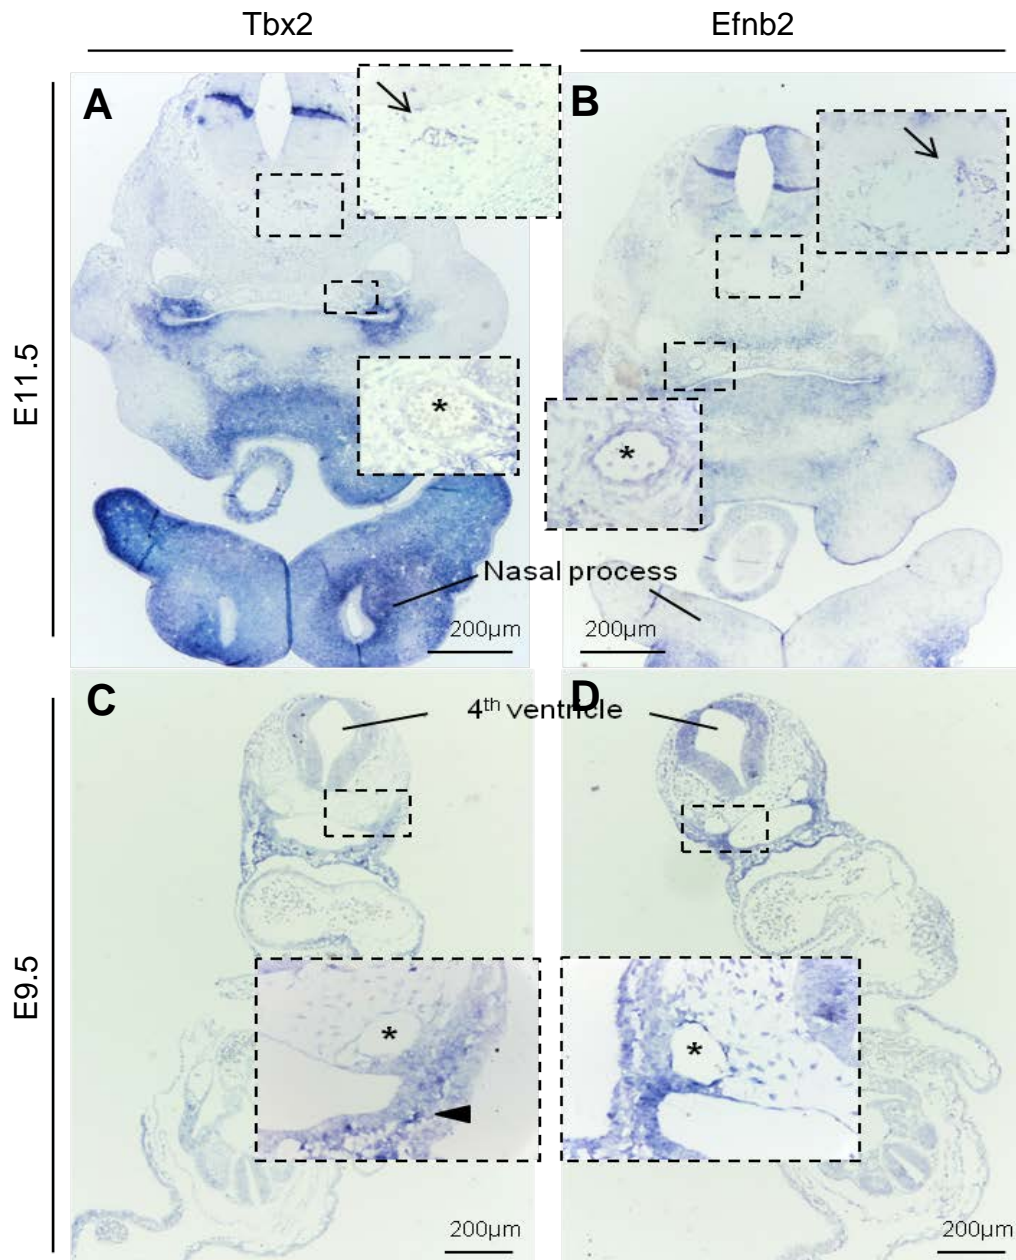 Tbx2
Efnb2
E11.5
A
B
*
*
Nasal process
200µm
200µm
E9.5
C
D
4th ventricle
*
*
200µm
200µm